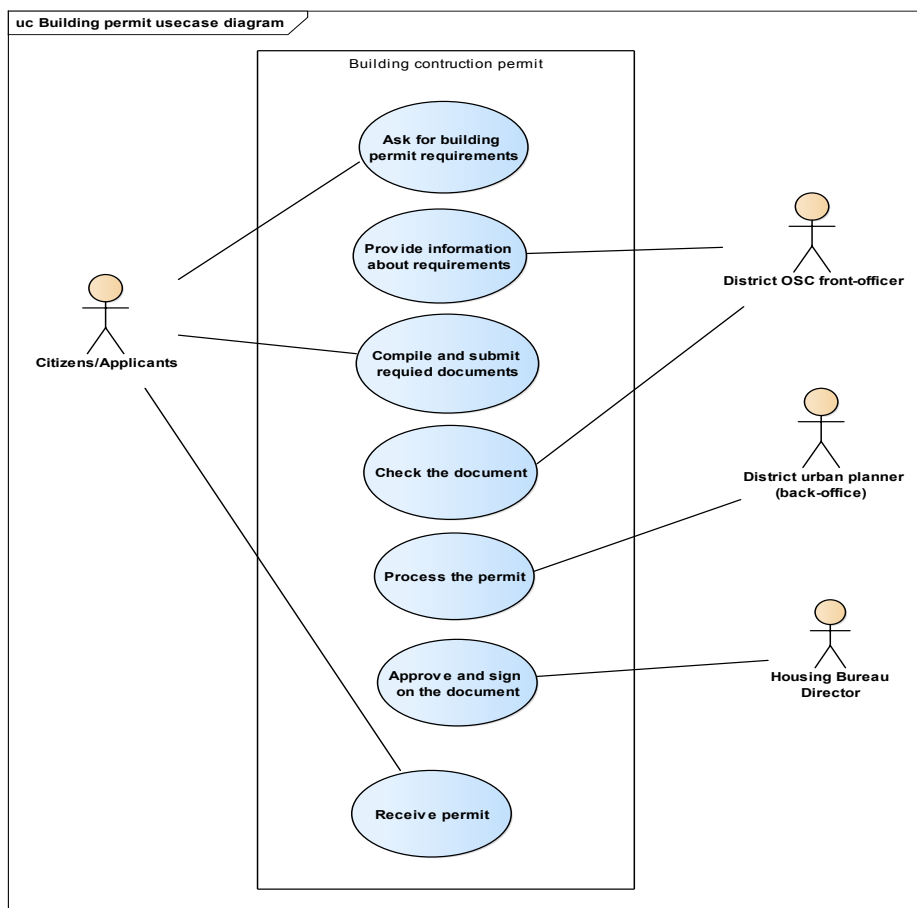 uc Building permit usecase diagram
Building contruction permit
Ask for building
permit requirements
Provide information
about requirements
District OSC front-officer
Citizens/Applicants
Compile and submit
requied documents
Check the document
District urban planner
(back-office)
Process the permit
Approve and sign
on the document
Housing Bureau
Director
Receive permit